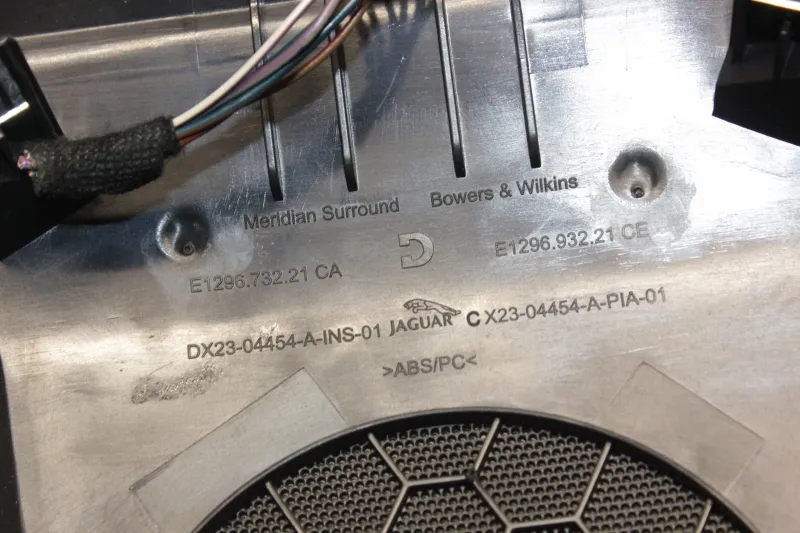 Meridian Surround Bowers & Wilkins
E1296.732.21 CA E1296.932.21 CE
DX23-04454-A-INS-01 JAGUAR CX23-04454-A-PIA-01
>ABS/PC<